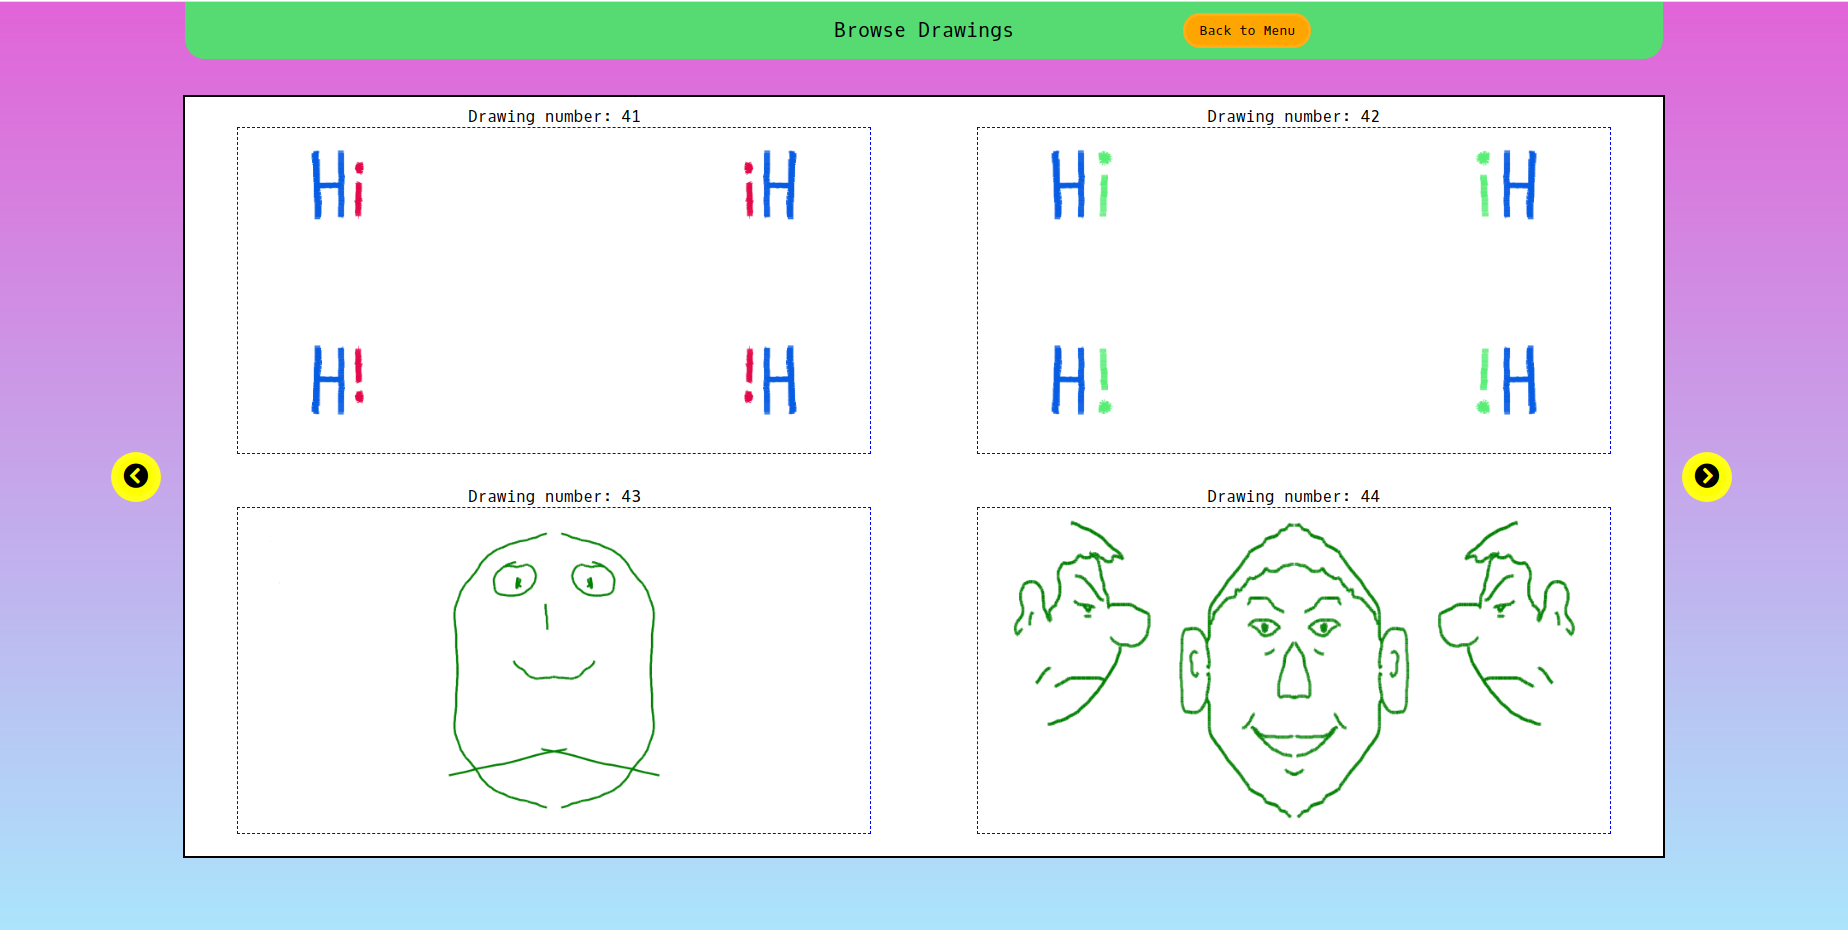 Browse Drawings
Back to Menu
Drawing number: 41
Drawing number: 42
Hi iH
Hi iH
H! !H
H! !H
Drawing number: 43
Drawing number: 44